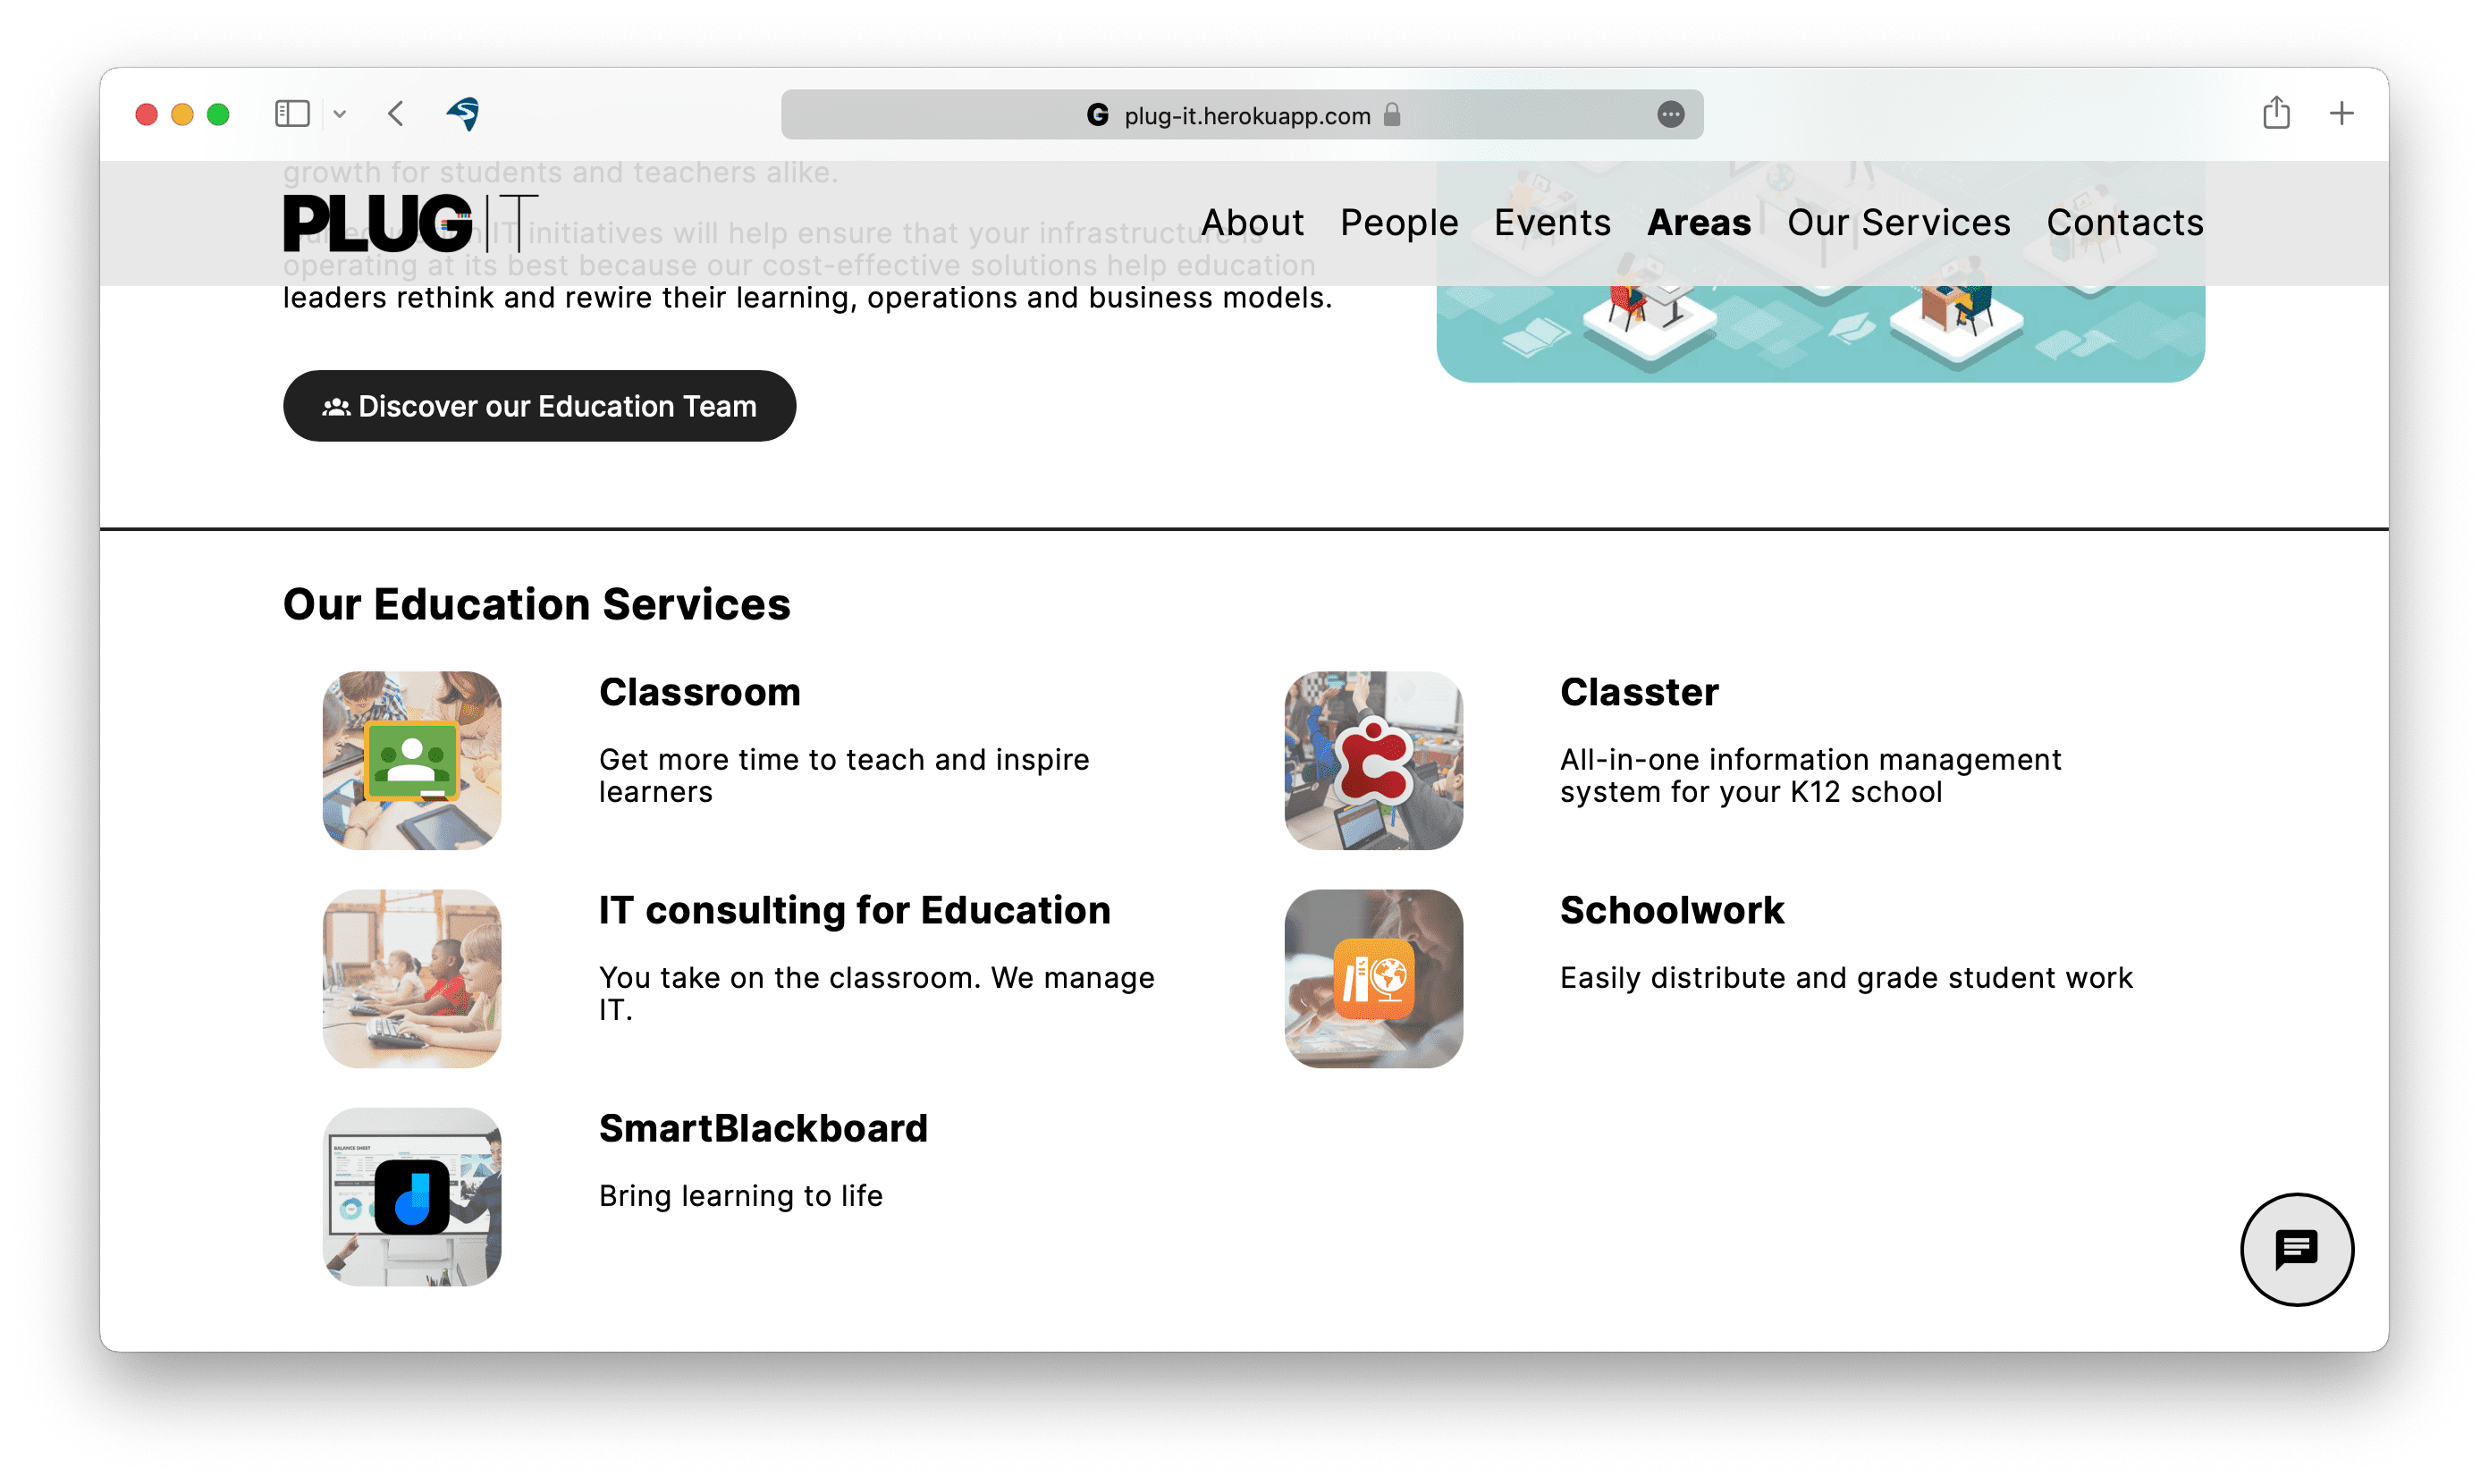 plug-it.herokuapp.com
growth for students and teachers alike.
PLUGIT
About People Events Areas Our Services Contacts
IT initiatives will help ensure that your infrastructure is
operating at its best because our cost-effective solutions help education
leaders rethink and rewire their learning, operations and business models.
Discover our Education Team
Our Education Services
Classroom
Get more time to teach and inspire
learners
Classter
All-in-one information management
system for your K12 school
IT consulting for Education
You take on the classroom. We manage
IT.
Schoolwork
Easily distribute and grade student work
BALANCE SHEET
SmartBlackboard
Bring learning to life